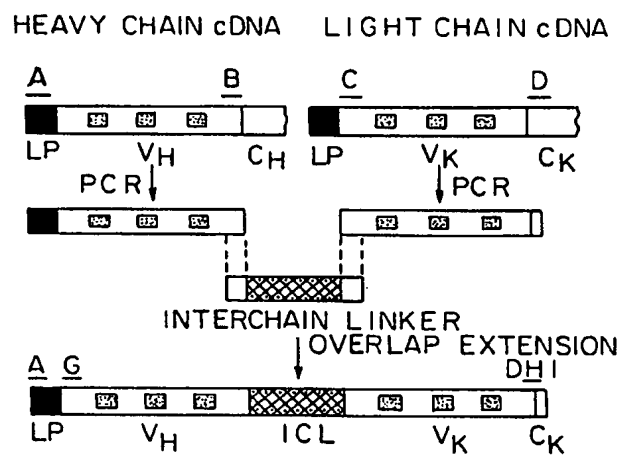 HEAVY CHAIN cDNA LIGHT CHAIN cDNA
A B C D
LP VH CH LP VK CK
PCR PCR
INTERCHAIN LINKER
OVERLAP EXTENSION
A G DHI
LP VH ICL VK CK